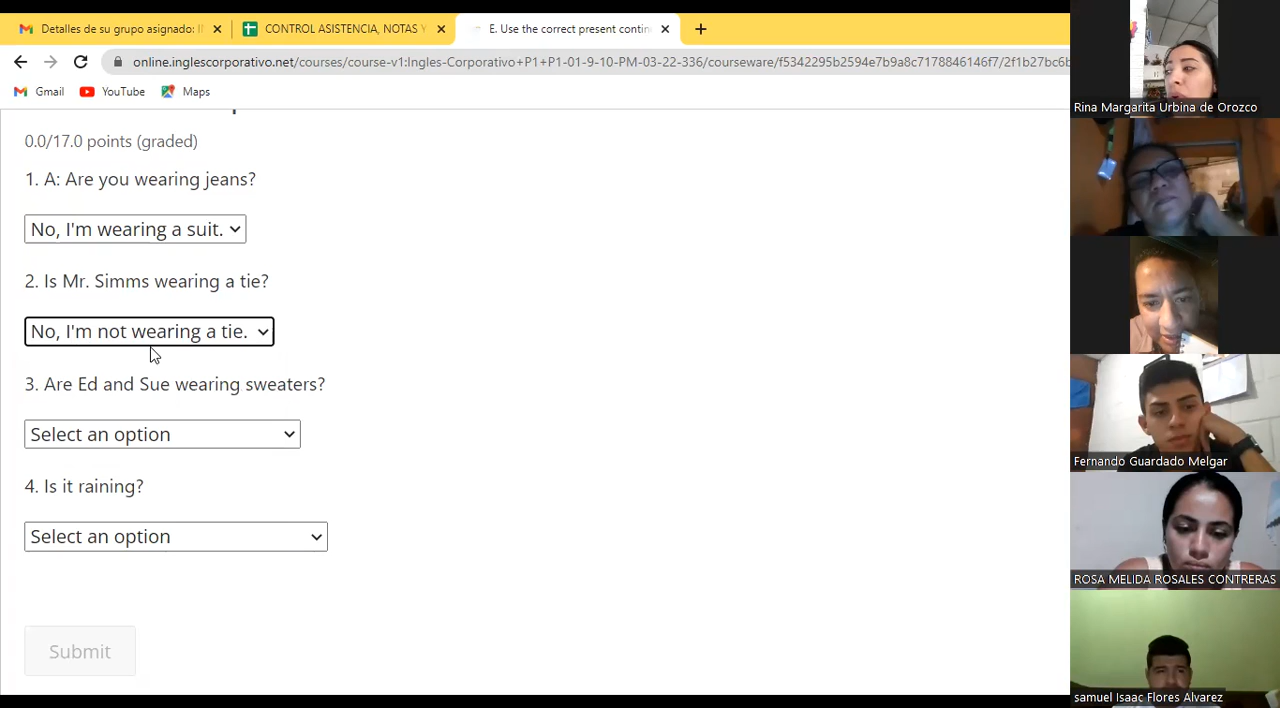 Detalles de su grupo asignado: I
CONTROL ASISTENCIA, NOTAS Y
E. Use the correct present contin
online.inglescorporativo.net/courses/course-v1:Ingles-Corporativo+P1+P1-01-9-10-PM-03-22-336/courseware/f5342295b2594e7b9a8c7178846146f7/2f1b27bc6b
Gmail
YouTube
Maps
0.0/17.0 points (graded)
1. A: Are you wearing jeans?
No, I'm wearing a suit.
2. Is Mr. Simms wearing a tie?
No, I'm not wearing a tie.
3. Are Ed and Sue wearing sweaters?
Select an option
4. Is it raining?
Select an option
Submit
Rina Margarita Urbina de Orozco
Fernando Guardado Melgar
ROSA MELIDA ROSALES CONTRERAS
samuel Isaac Flores Alvarez